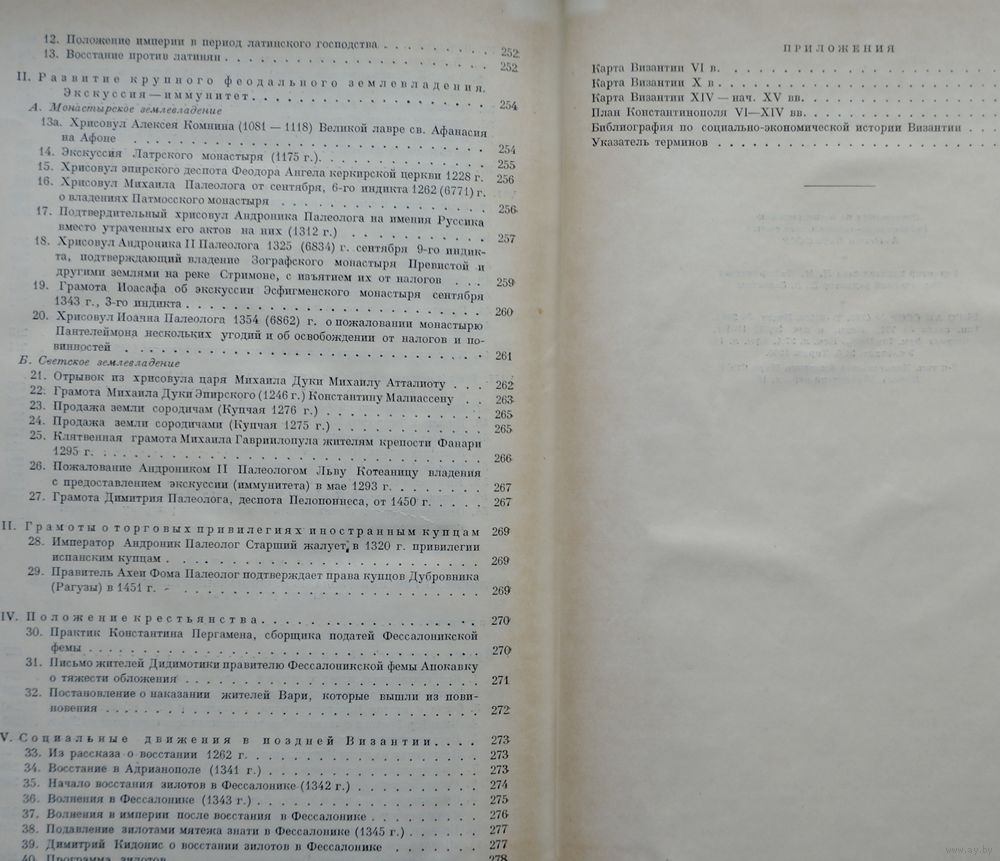 12. Положение империи в период латинского господства . . . . . . . . 252
13. Восстание против латинян . . . . . . . . . . . . . . . . . . . . 252
II. Развитие крупного феодального землевладения.
Экскуссия — иммунитет. . . . . . . . . . . . . . . . 254
А. Монастырское землевладение
13а. Хрисовул Алексея Комнина (1081 — 1118) Великой лавре св. Афанасия
на Афоне . . . . . . . . . . . . . . . . . . . . . . . 254
14. Экскуссия Латрского монастыря (1175 г.). . . . . . . . . . . . . 255
15. Хрисовул эпирского деспота Феодора Ангела керкирской церкви 1228 г. 256
16. Хрисовул Михаила Палеолога от сентября, 6-го индикта 1262 (6771) г.
о владениях Патмосского монастыря . . . . . . . . . . . . . 256
17. Подтвердительный хрисовул Андроника Палеолога на имения Руссика
вместо утраченных его актов на них (1312 г.) . . . . . . . . . 257
18. Хрисовул Андроника II Палеолога 1325 (6834) г. сентября 9-го индик-
та, подтверждающий владение Зографского монастыря Превистой и
другими землями на реке Стримоне, с изъятием их от налогов . . . 259
19. Грамота Иоасафа об экскуссии Эсфигменского монастыря сентября
1343 г., 3-го индикта . . . . . . . . . . . . . . . . . . . . 260
20. Хрисовул Иоанна Палеолога 1354 (6862) г. о пожаловании монастырю
Пантелеймона нескольких угодий и об освобождении от налогов и по-
винностей . . . . . . . . . . . . . . . . . . . . . . . . 261
Б. Светское землевладение
21. Отрывок из хрисовула царя Михаила Дуки Михаилу Атталиоту . . . 262
22. Грамота Михаила Дуки Эпирского (1246 г.) Константину Малиассену . . 263
23. Продажа земли сородичам (Купчая 1276 г.) . . . . . . . . . . . . 265
24. Продажа земли сородичами (Купчая 1275 г.) . . . . . . . . . . . 265
25. Клятвенная грамота Михаила Гавриилопула жителям крепости Фанари
1295 г. . . . . . . . . . . . . . . . . . . . . . . . . . 266
26. Пожалование Андроником II Палеологом Льву Котеаницу владения
с предоставлением экскуссии (иммунитета) в мае 1293 г. . . . . . . . 267
27. Грамота Димитрия Палеолога, деспота Пелопоннеса, от 1450 г. . . . . . 267
II. Грамоты о торговых привилегиях иностранным купцам 269
28. Император Андроник Палеолог Старший жалует в 1320 г. привилегии
испанским купцам . . . . . . . . . . . . . . . . . . . . . . 269
29. Правитель Ахеи Фома Палеолог подтверждает права купцов Дубровника
(Рагузы) в 1451 г. . . . . . . . . . . . . . . . . . . . . . 269
IV. Положение крестьянства. . . . . . . . . . . . . . . . . . 270
30. Практик Константина Пергамена, сборщика податей Фессалоникской
фемы . . . . . . . . . . . . . . . . . . . . . . . . . . . 270
31. Письмо жителей Дидимотики правителю Фессалоникской фемы Апокавку
о тяжести обложения . . . . . . . . . . . . . . . . . . . . 271
32. Постановление о наказании жителей Вари, которые вышли из пови-
новения . . . . . . . . . . . . . . . . . . . . . . . . . 272
V. Социальные движения в поздней Византии. . . . 273
33. Из рассказа о восстании 1262 г. . . . . . . . . . . . . . . . . . 273
34. Восстание в Адрианополе (1341 г.) . . . . . . . . . . . . . . . . 273
35. Начало восстания зилотов в Фессалонике (1342 г.) . . . . . . . . . 274
36. Волнения в Фессалонике (1343 г.) . . . . . . . . . . . . . . . . 275
37. Волнения в империи после восстания в Фессалонике . . . . . . . . 276
38. Подавление зилотами мятежа знати в Фессалонике (1345 г.) . . . . . . 277
39. Димитрий Кидонис о восстании зилотов в Фессалонике . . . . . . . 277
40. Программа зилотов . . . . . . . . . . . . . . . . . . . . . 278
ПРИЛОЖЕНИЯ
Карта Византии VI в. . . . . . . . . . . . . . . . . . . .
Карта Византии X в. . . . . . . . . . . . . . . . . . . . .
Карта Византии XIV — нач. XV вв. . . . . . . . . . . . . .
План Константинополя VI—XIV вв. . . . . . . . . . . . . . .
Библиография по социально-экономической истории Византии . . .
Указатель терминов . . . . . . . . . . . . . . . . . . . .
www.ay.by